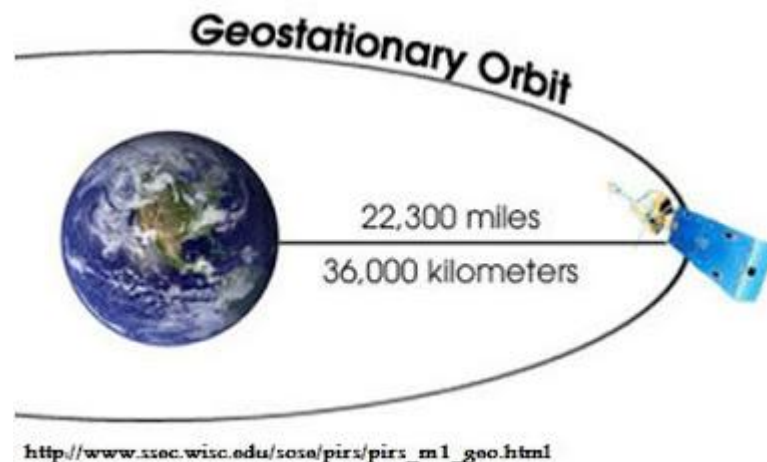 Geostationary Orbit
22,300 miles
36,000 kilometers
http://www.ssec.wisc.edu/sose/pirs/pirs_m1_geo.html